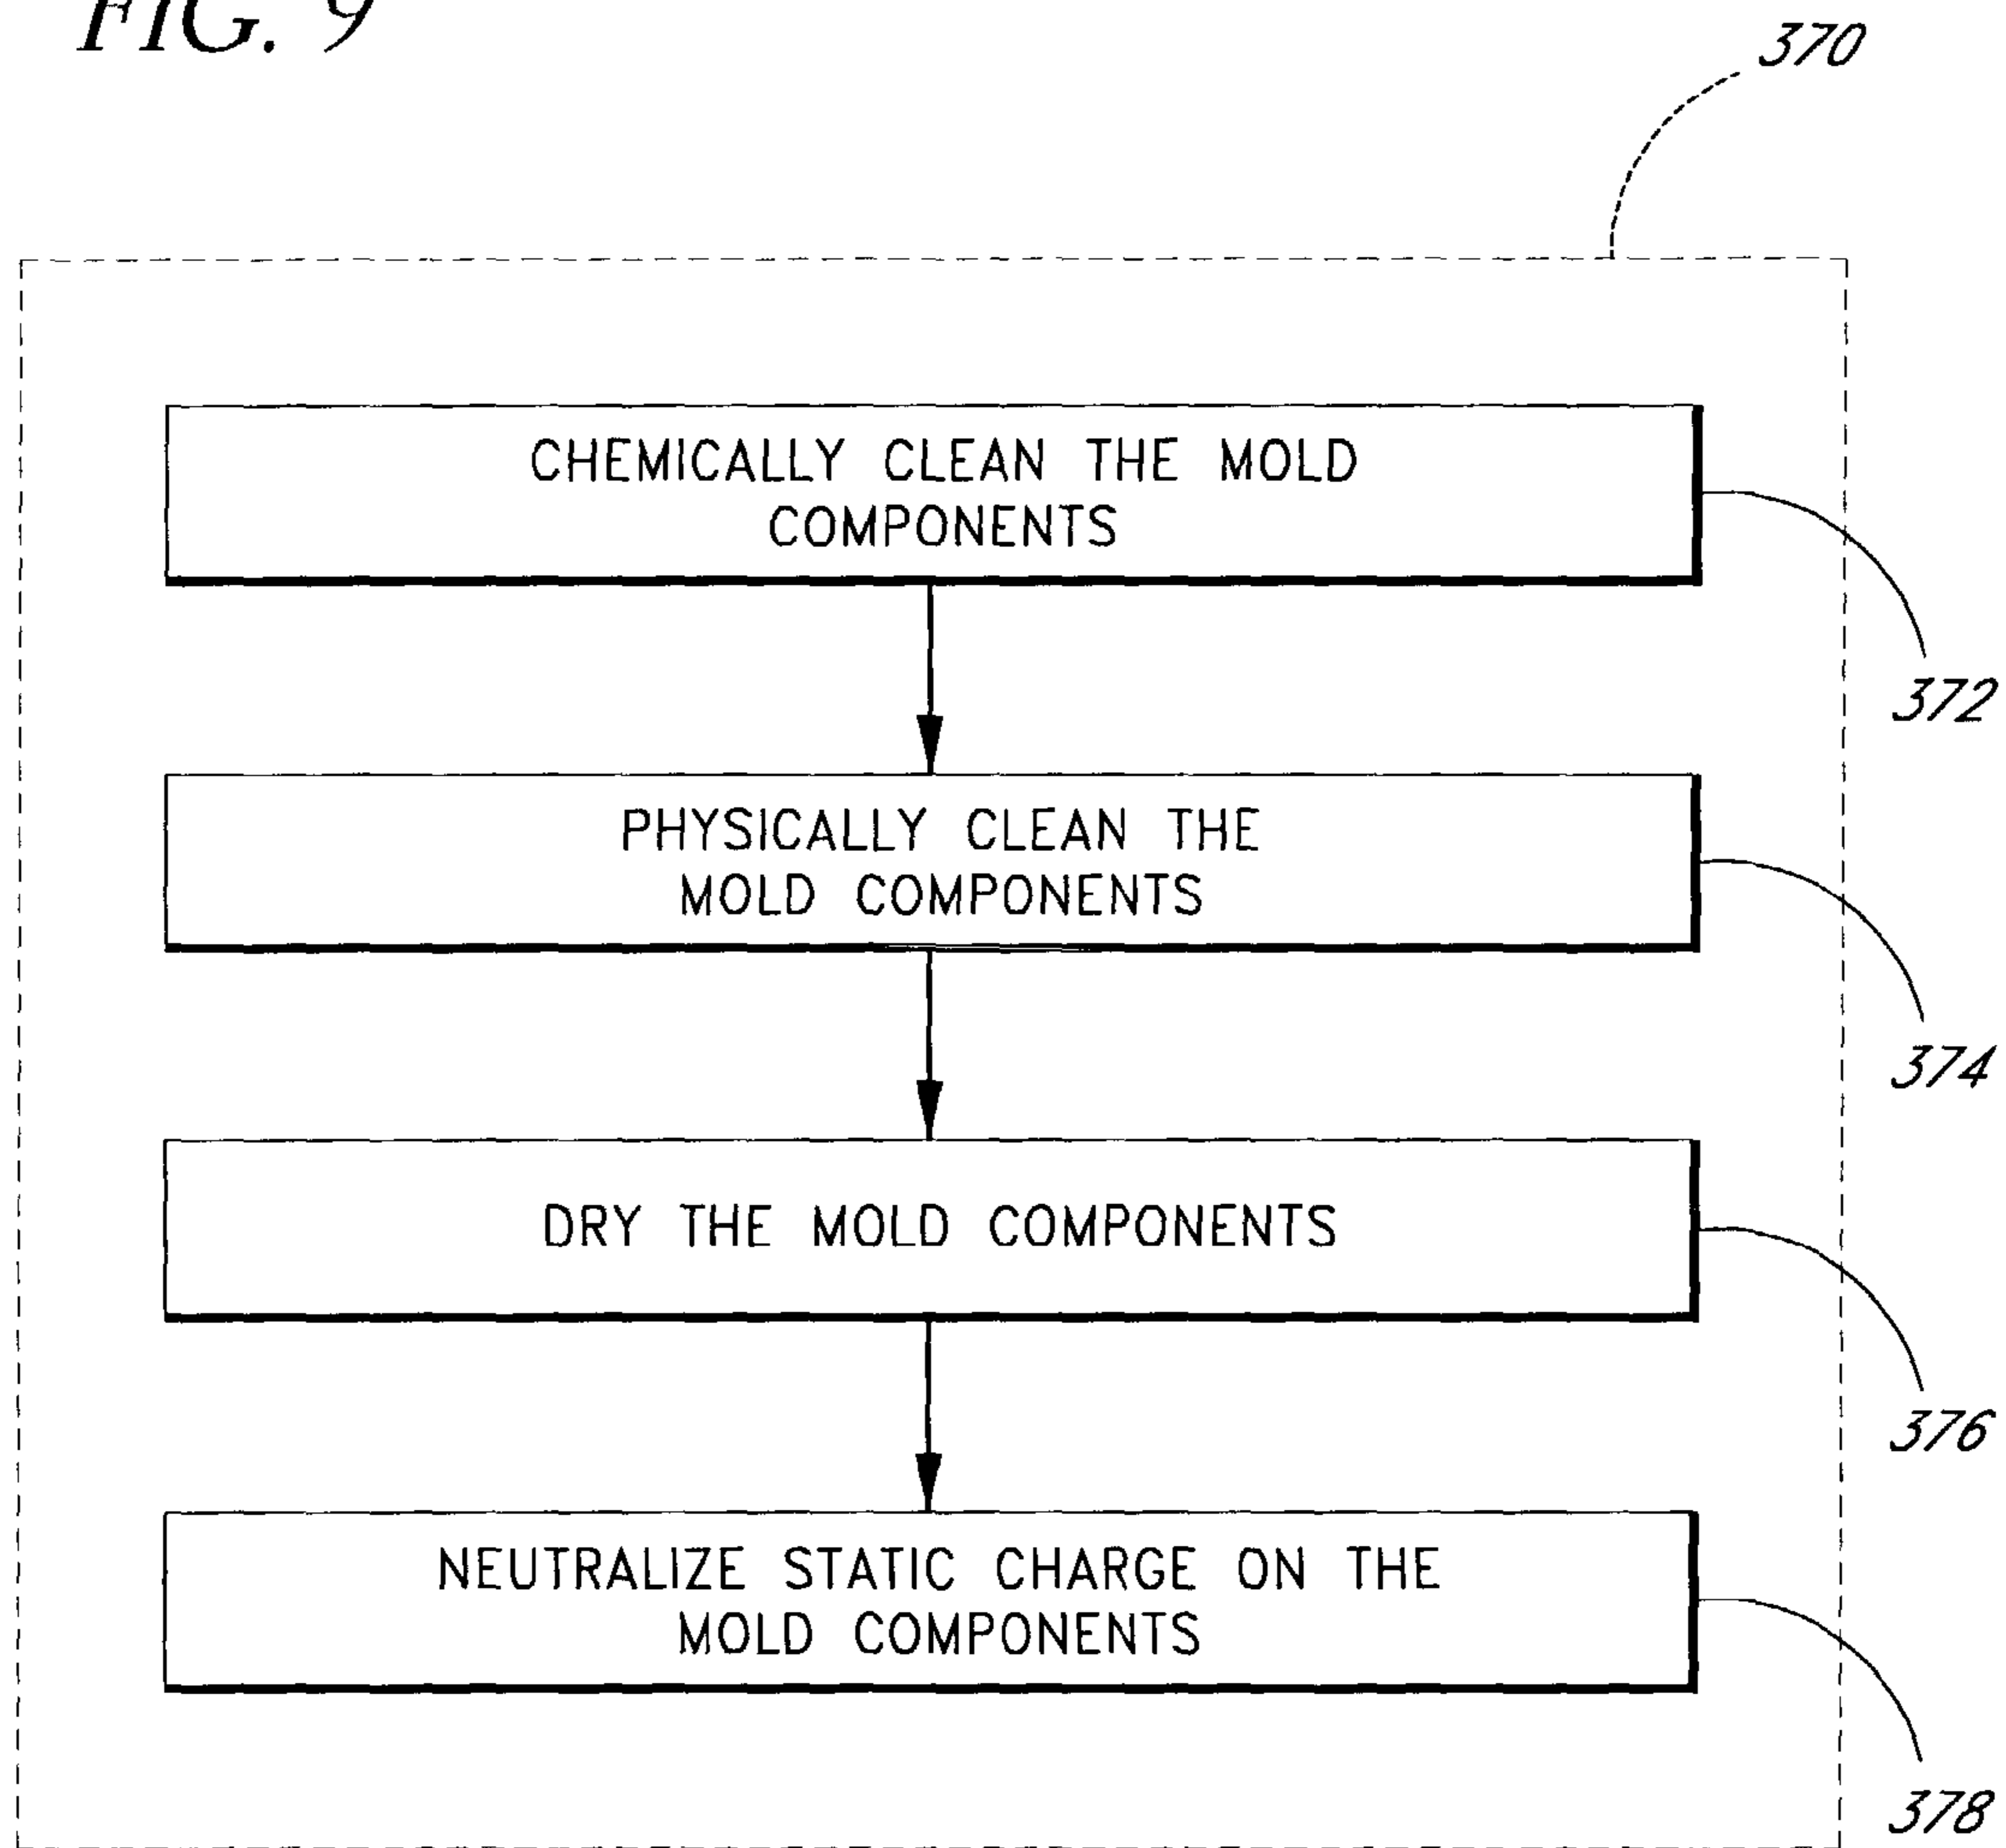 FIG. 9
370
CHEMICALLY CLEAN THE MOLD
COMPONENTS
372
PHYSICALLY CLEAN THE
MOLD COMPONENTS
374
DRY THE MOLD COMPONENTS
376
NEUTRALIZE STATIC CHARGE ON THE
MOLD COMPONENTS
378